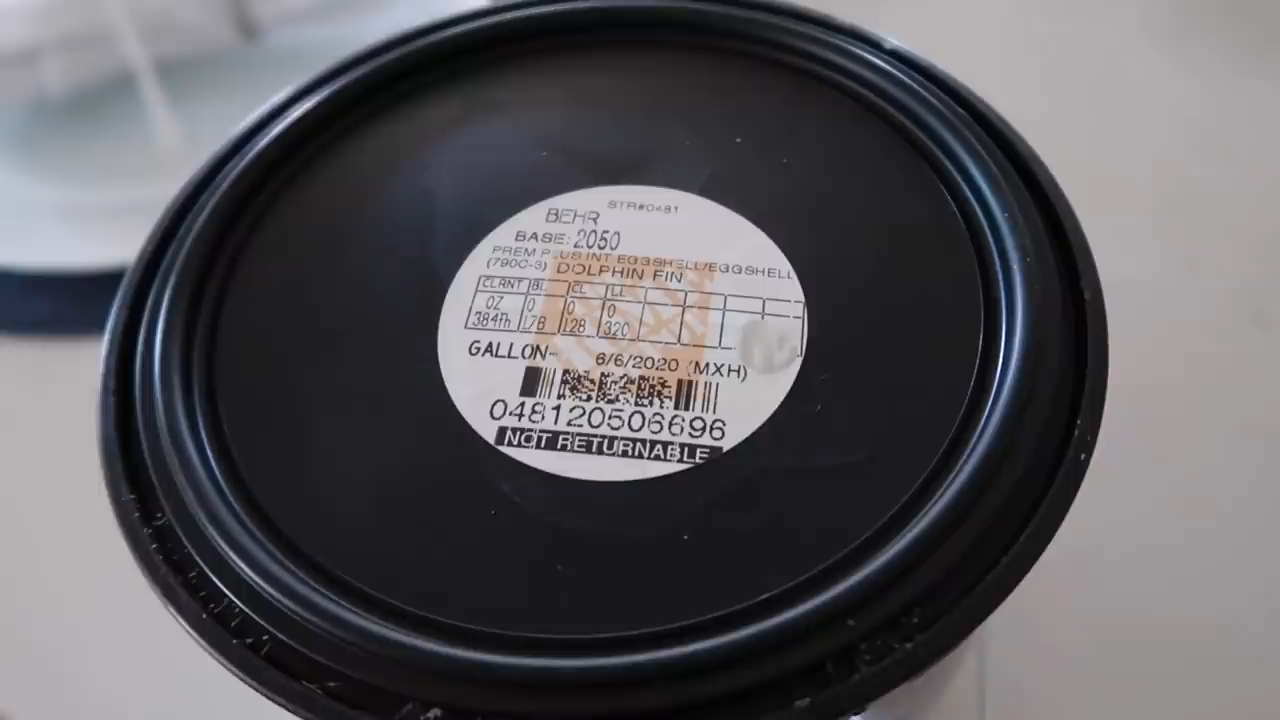 STR#0481
BEHR
BASE: 2050
PREM PLUS INT EGGSHELL/EGGSHELL
(790C-3) DOLPHIN FIN
CLRNT BL CL LL
OZ 0 0 0
384th 178 128 320
GALLON- 6/6/2020 (MXH)
048120506696
NOT RETURNABLE